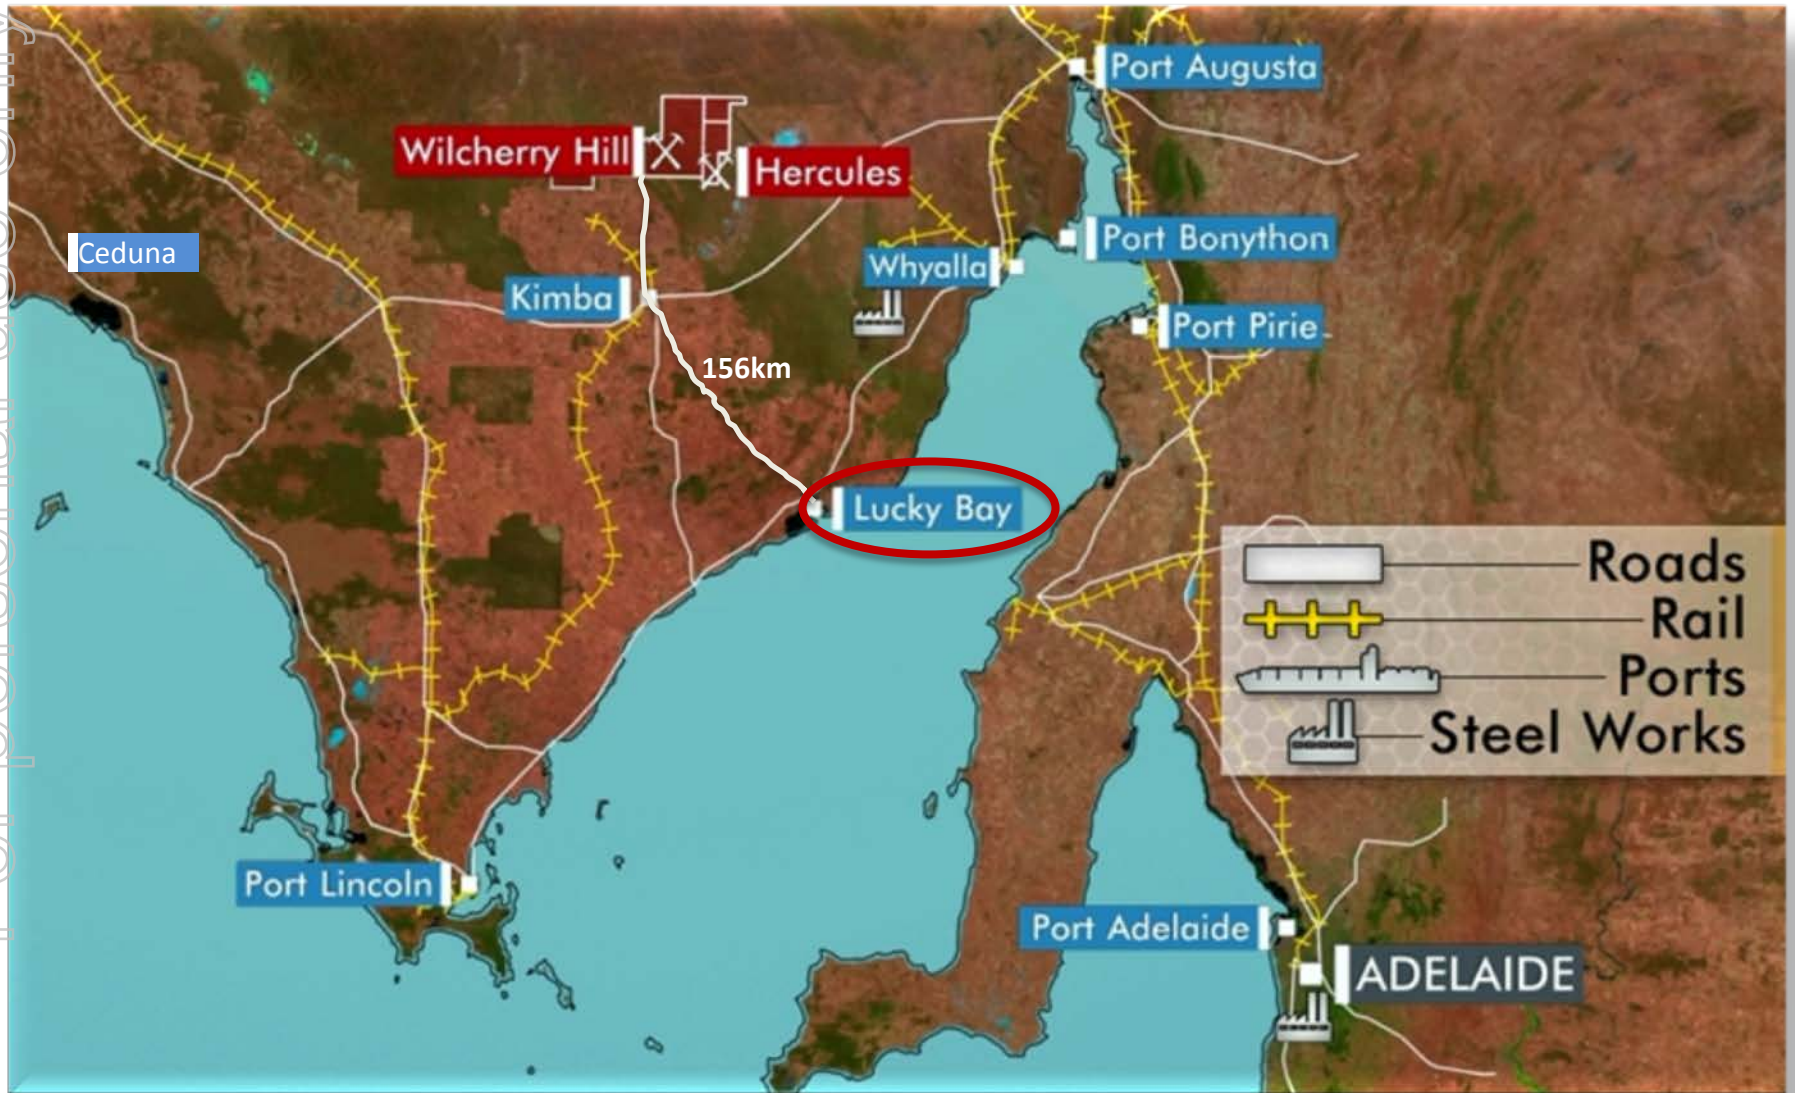 Port Augusta
Wilcherry Hill
Hercules
Ceduna
Port Bonython
Whyalla
Kimba
Port Pirie
156km
Lucky Bay
Roads
Rail
Ports
Steel Works
Port Lincoln
Port Adelaide
ADELAIDE